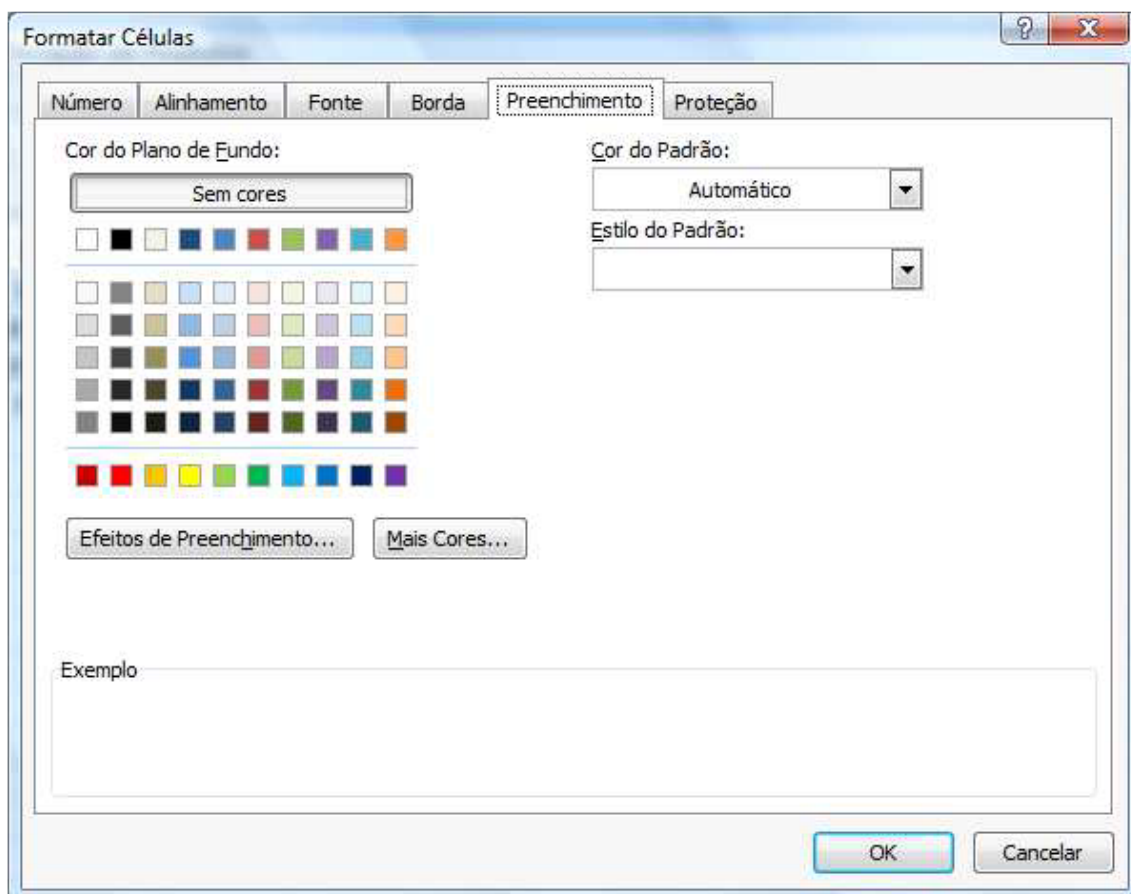 Formatar Células
Número Alinhamento Fonte Borda Preenchimento Proteção
Cor do Plano de Fundo:
Sem cores
Cor do Padrão:
Automático
Estilo do Padrão:
Efeitos de Preenchimento... Mais Cores...
Exemplo
OK Cancelar